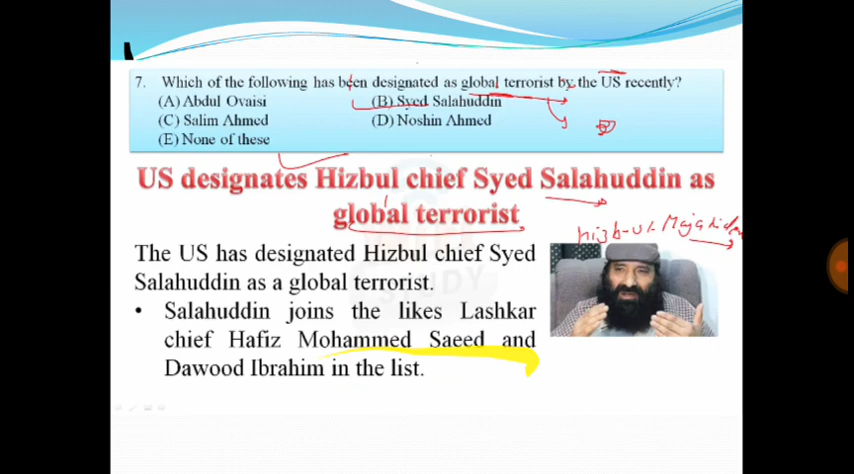 7. Which of the following has been designated as global terrorist by the US recently?
(A) Abdul Ovaisi (B) Syed Salahuddin
(C) Salim Ahmed (D) Noshin Ahmed
(E) None of these
US designates Hizbul chief Syed Salahuddin as
global terrorist
Hizb-ul-
The US has designated Hizbul chief Syed
Salahuddin as a global terrorist.
• Salahuddin joins the likes Lashkar
chief Hafiz Mohammed Saeed and
Dawood Ibrahim in the list.
STUDY